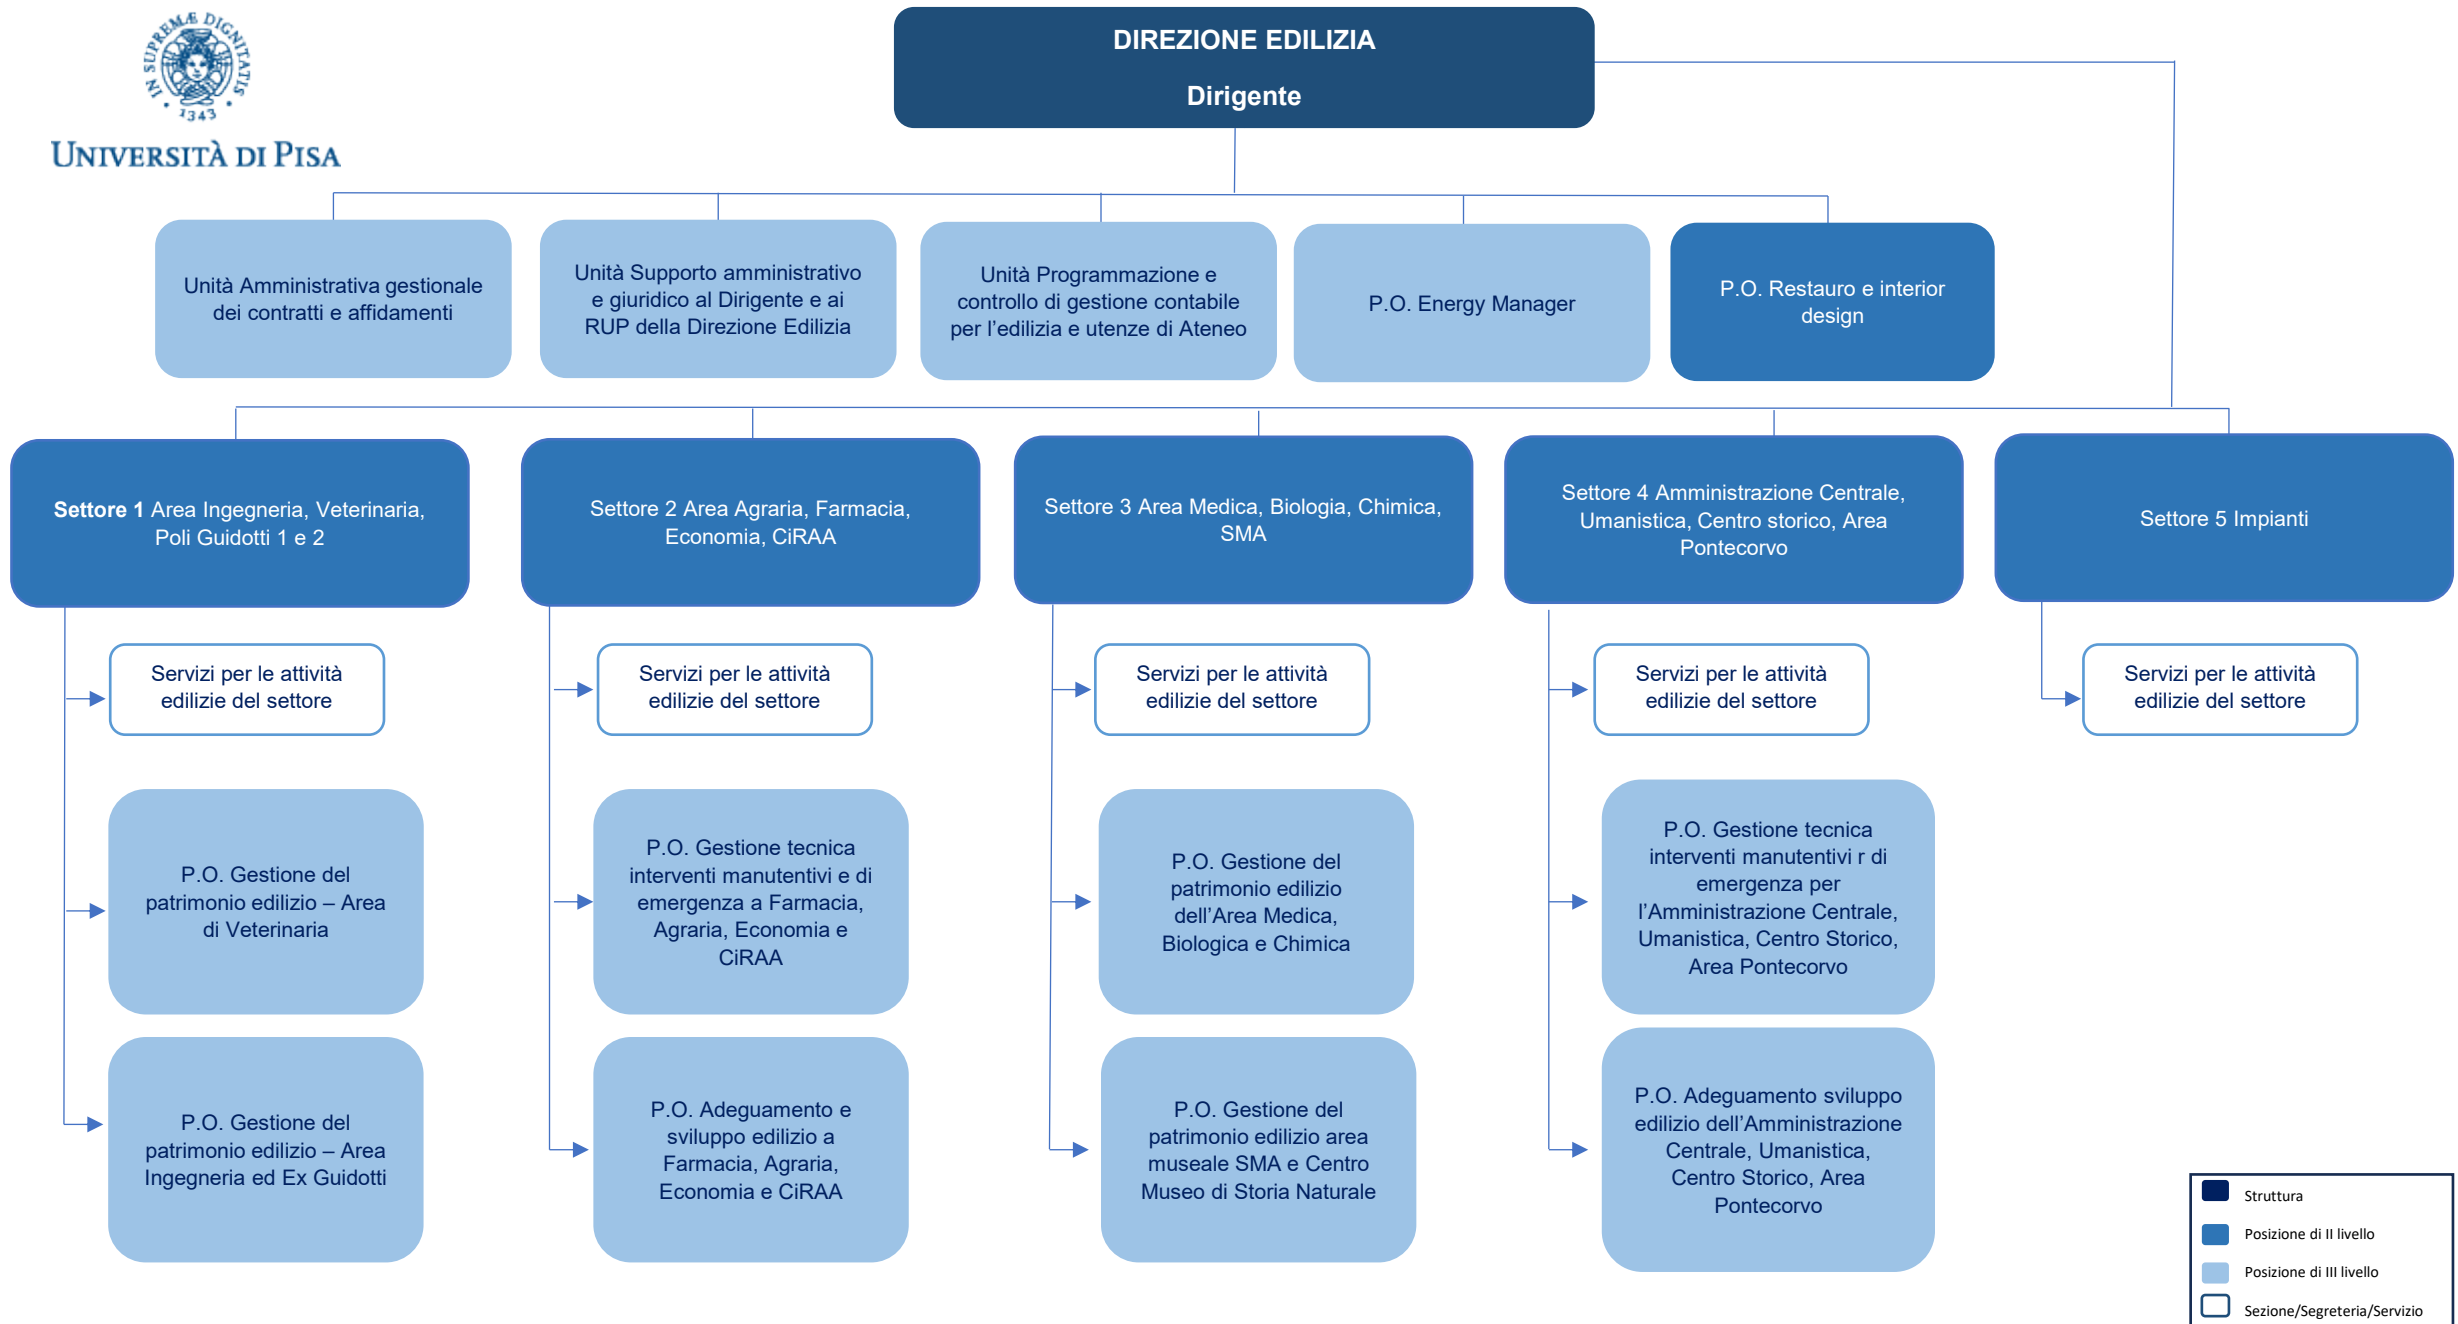 IN SUPREMÆ DIGNITATIS
1343
UNIVERSITÀ DI PISA
DIREZIONE EDILIZIA
Dirigente
Unità Amministrativa gestionale
dei contratti e affidamenti
Unità Supporto amministrativo
e giuridico al Dirigente e ai
RUP della Direzione Edilizia
Unità Programmazione e
controllo di gestione contabile
per l’edilizia e utenze di Ateneo
P.O. Energy Manager
P.O. Restauro e interior
design
Settore 1 Area Ingegneria, Veterinaria,
Poli Guidotti 1 e 2
Settore 2 Area Agraria, Farmacia,
Economia, CiRAA
Settore 3 Area Medica, Biologia, Chimica,
SMA
Settore 4 Amministrazione Centrale,
Umanistica, Centro storico, Area
Pontecorvo
Settore 5 Impianti
Servizi per le attività
edilizie del settore
Servizi per le attività
edilizie del settore
Servizi per le attività
edilizie del settore
Servizi per le attività
edilizie del settore
Servizi per le attività
edilizie del settore
P.O. Gestione del
patrimonio edilizio – Area
di Veterinaria
P.O. Gestione tecnica
interventi manutentivi e di
emergenza a Farmacia,
Agraria, Economia e
CiRAA
P.O. Gestione del
patrimonio edilizio
dell’Area Medica,
Biologica e Chimica
P.O. Gestione tecnica
interventi manutentivi r di
emergenza per
l’Amministrazione Centrale,
Umanistica, Centro Storico,
Area Pontecorvo
P.O. Gestione del
patrimonio edilizio – Area
Ingegneria ed Ex Guidotti
P.O. Adeguamento e
sviluppo edilizio a
Farmacia, Agraria,
Economia e CiRAA
P.O. Gestione del
patrimonio edilizio area
museale SMA e Centro
Museo di Storia Naturale
P.O. Adeguamento sviluppo
edilizio dell’Amministrazione
Centrale, Umanistica,
Centro Storico, Area
Pontecorvo
Struttura
Posizione di II livello
Posizione di III livello
Sezione/Segreteria/Servizio